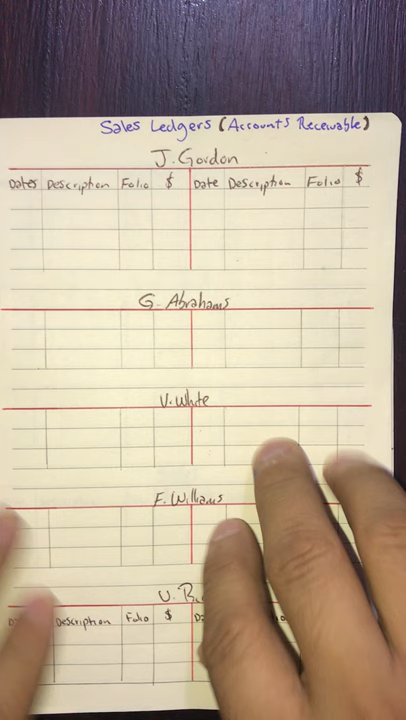 Sales Ledgers (Accounts Receivable)
J. Gordon
Dates Description Folio $ Date Description Folio $
G. Abrahams
V. White
F. Williams
U.
Description Folio $